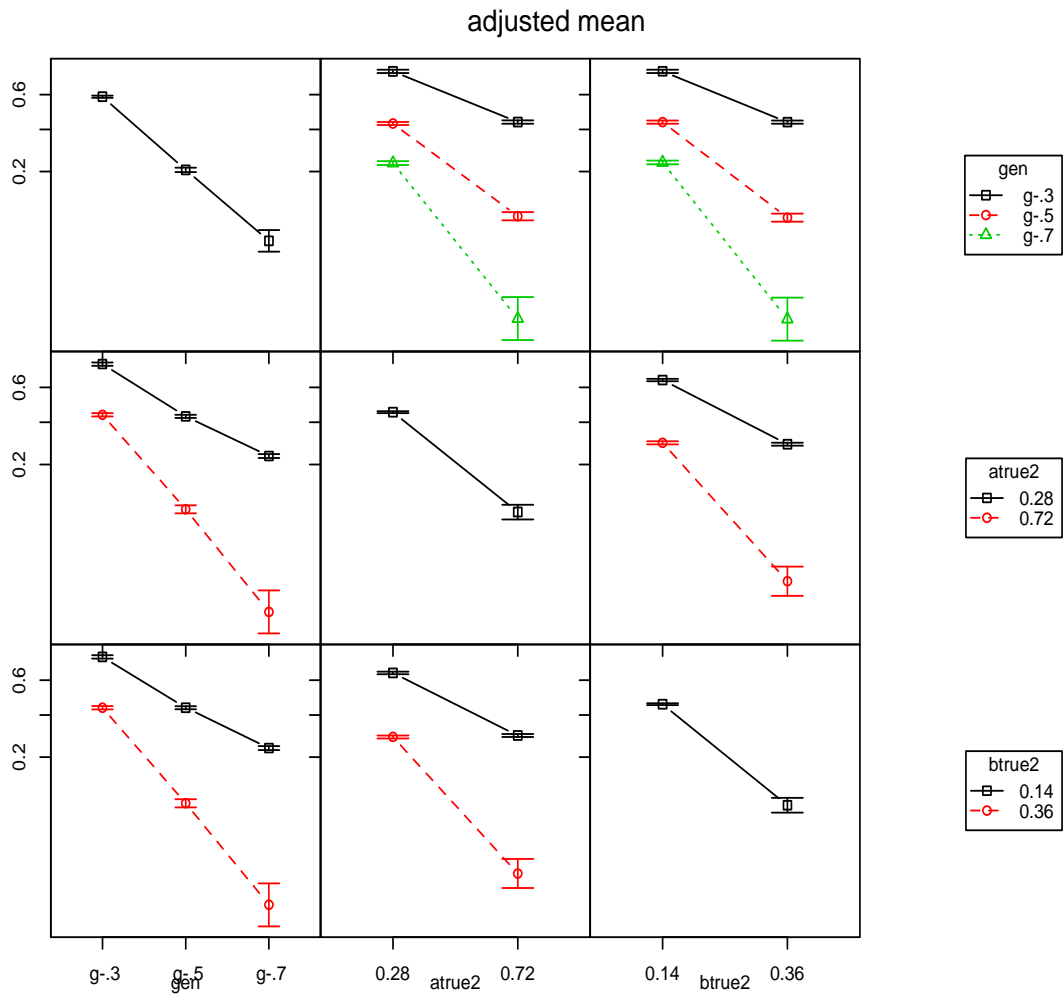 adjusted mean
0.6
0.2
gen
g-.3
g-.5
g-.7
0.6
0.2
atrue2
0.28
0.72
0.6
0.2
btrue2
0.14
0.36
g-.3 g-.5 g-.7 0.28 0.72 0.14 0.36
gen atrue2 btrue2